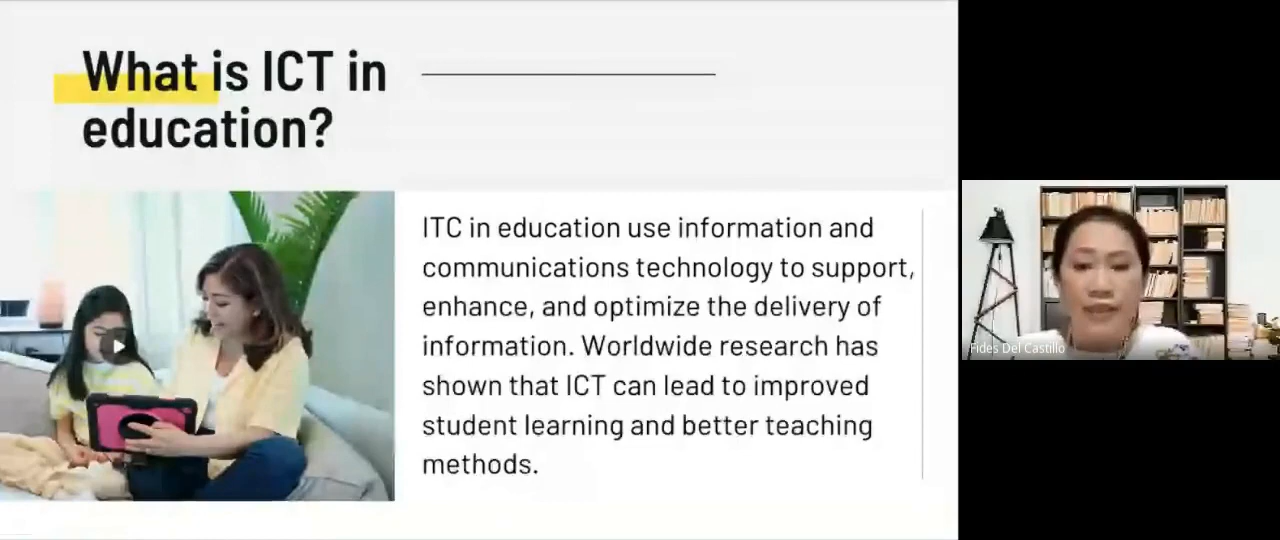 What is ICT in
education?
ITC in education use information and
communications technology to support,
enhance, and optimize the delivery of
information. Worldwide research has
shown that ICT can lead to improved
student learning and better teaching
methods.
Fides Del Castillo